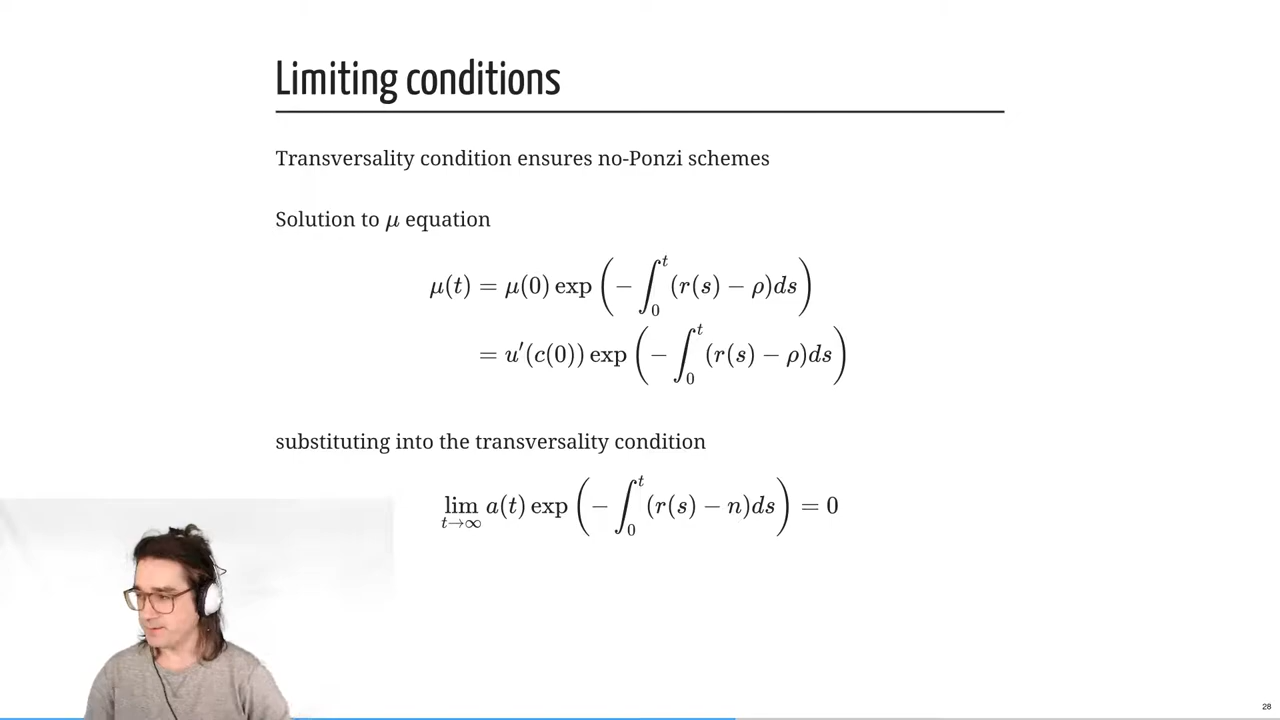 Limiting conditions
Transversality condition ensures no-Ponzi schemes
Solution to μ equation
μ(t) = μ(0) exp (− ∫₀ᵗ (r(s) − ρ)ds)
= u′(c(0)) exp (− ∫₀ᵗ (r(s) − ρ)ds)
substituting into the transversality condition
lim t→∞ a(t) exp (− ∫₀ᵗ (r(s) − n)ds) = 0
28